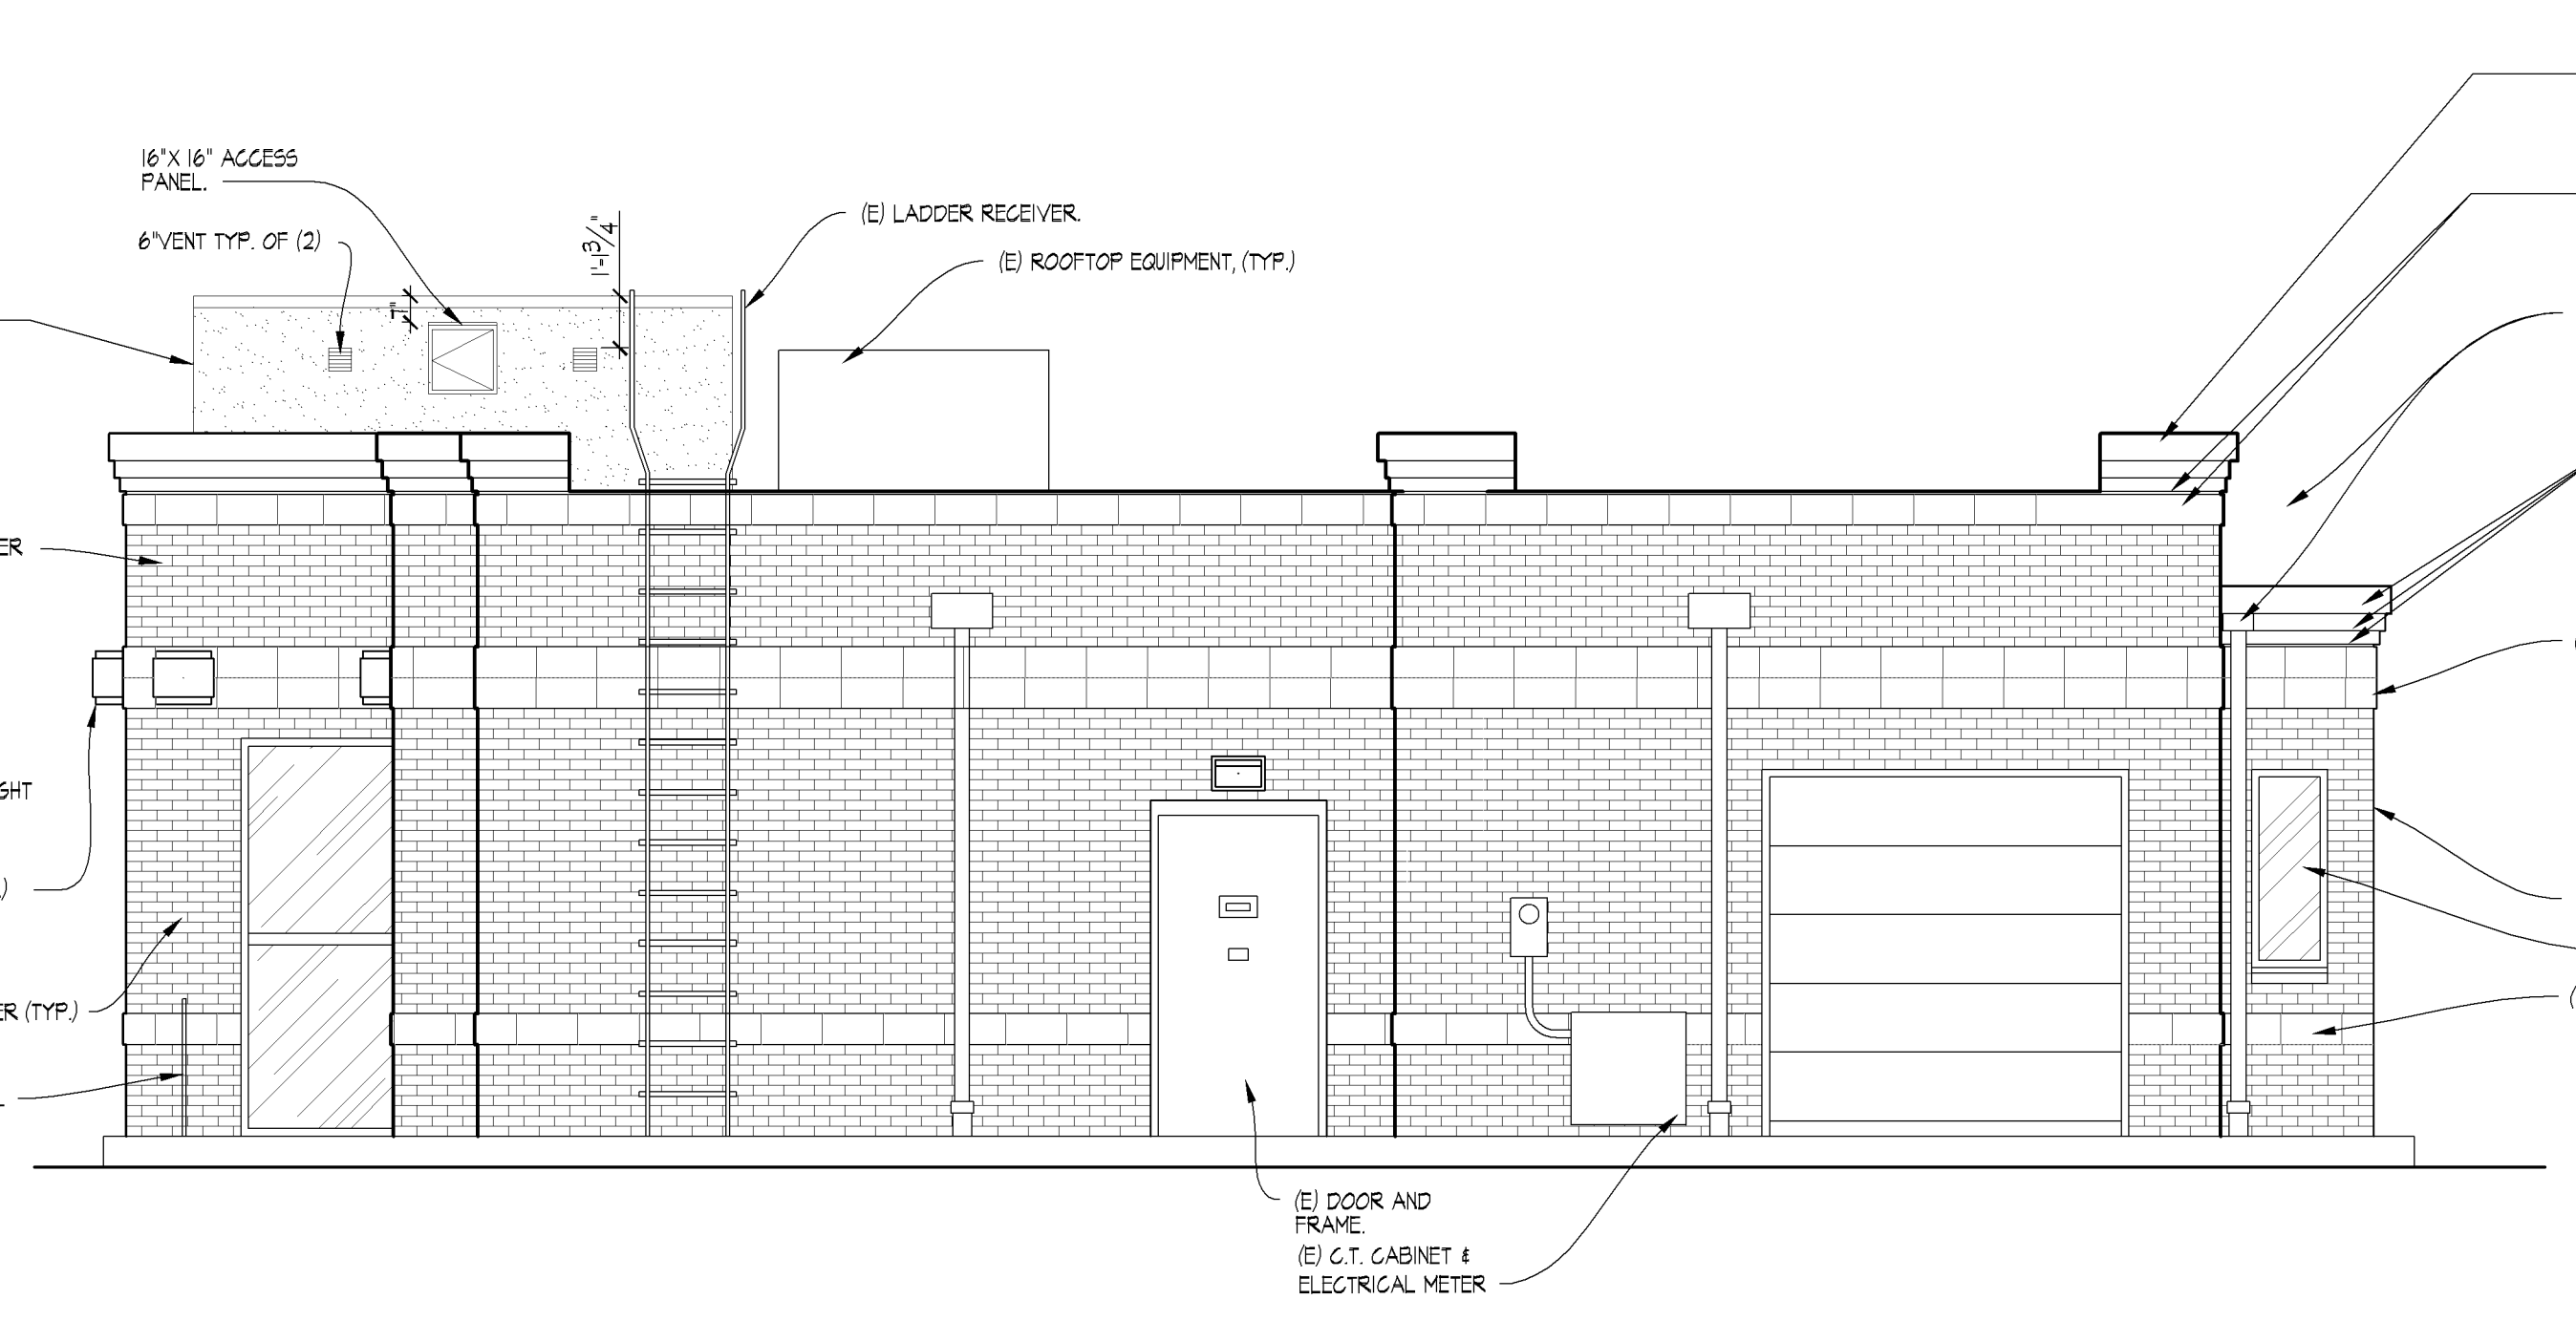 16"X 16" ACCESS
PANEL.
6"VENT TYP. OF (2)
1'-1 3/4"
(E) LADDER RECEIVER.
(E) ROOFTOP EQUIPMENT, (TYP.)
7"
ER
GHT
.)
ER (TYP.)
(E) DOOR AND
FRAME.
(E) C.T. CABINET &
ELECTRICAL METER